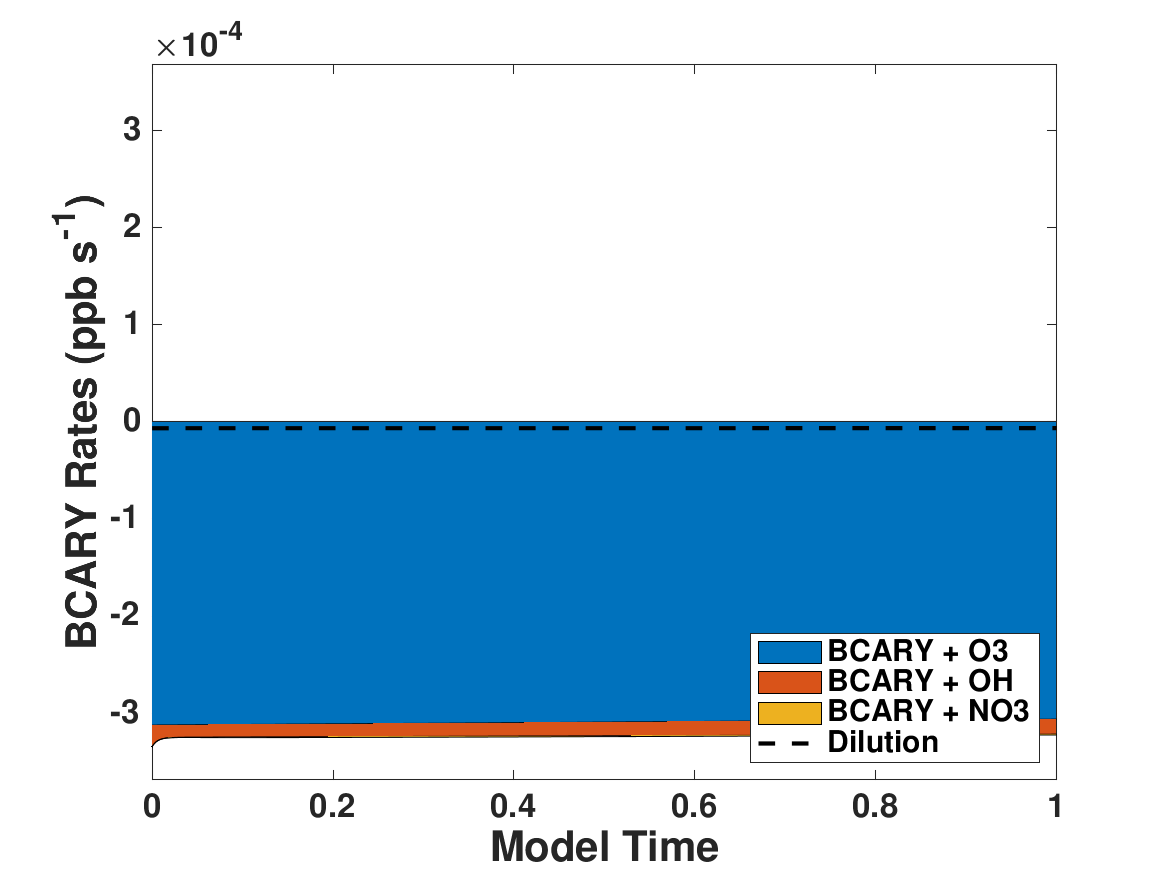 ×10-4
3
2
1
0
-1
-2
-3
BCARY Rates (ppb s-1)
BCARY + O3
BCARY + OH
BCARY + NO3
Dilution
0 0.2 0.4 0.6 0.8 1
Model Time